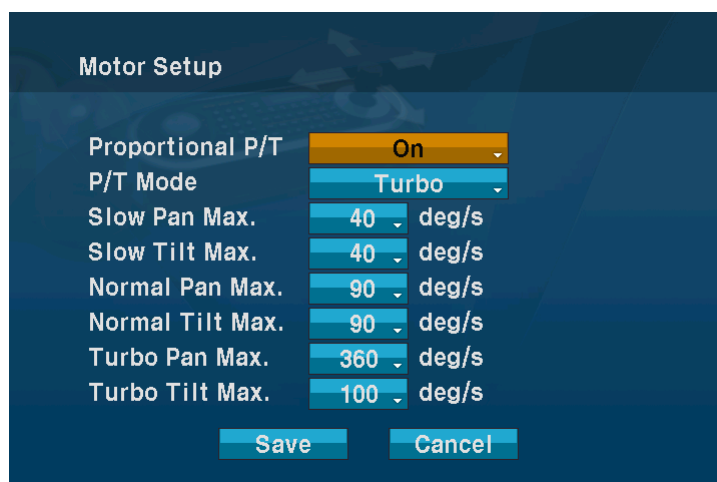 Motor Setup
Proportional P/T On
P/T Mode Turbo
Slow Pan Max. 40 deg/s
Slow Tilt Max. 40 deg/s
Normal Pan Max. 90 deg/s
Normal Tilt Max. 90 deg/s
Turbo Pan Max. 360 deg/s
Turbo Tilt Max. 100 deg/s
Save Cancel